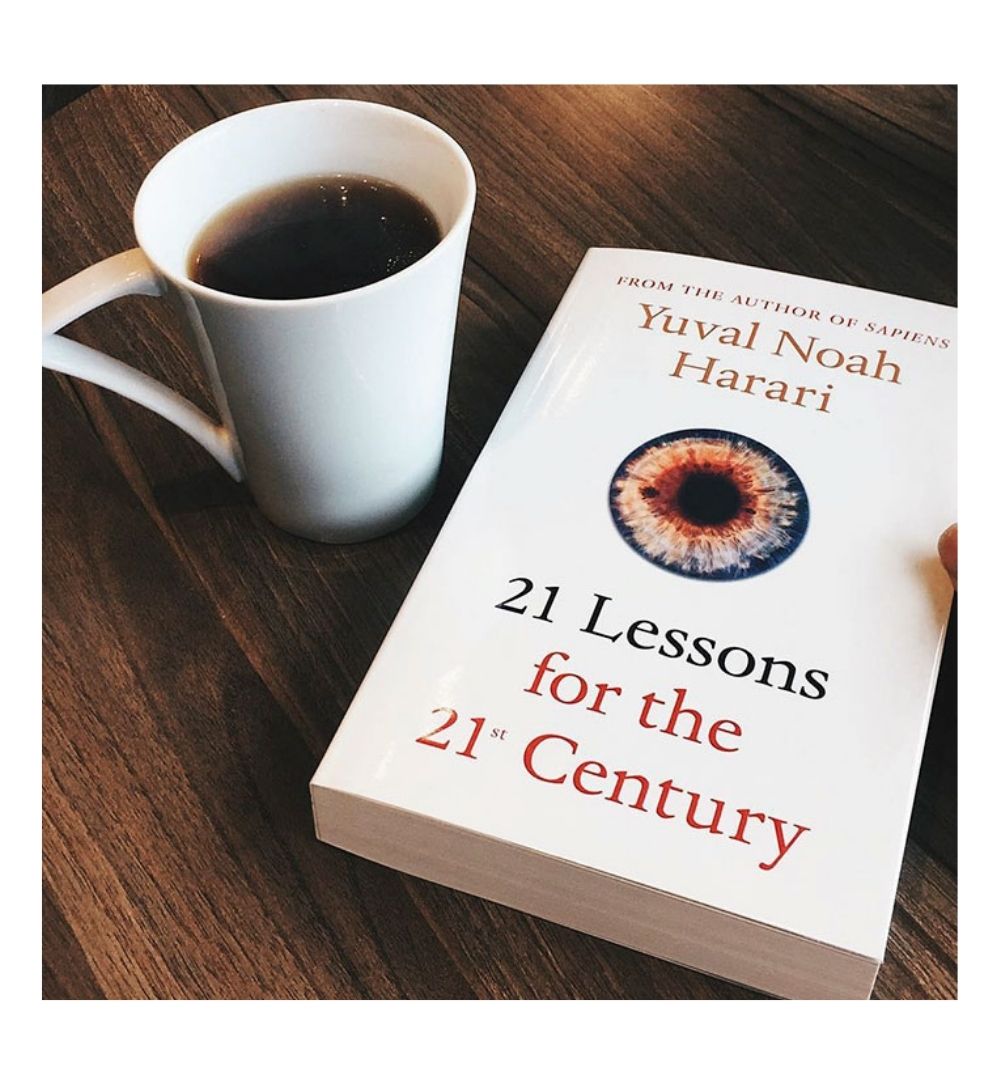 FROM THE AUTHOR OF SAPIENS
Yuval Noah
Harari
21 Lessons
for the
21st Century